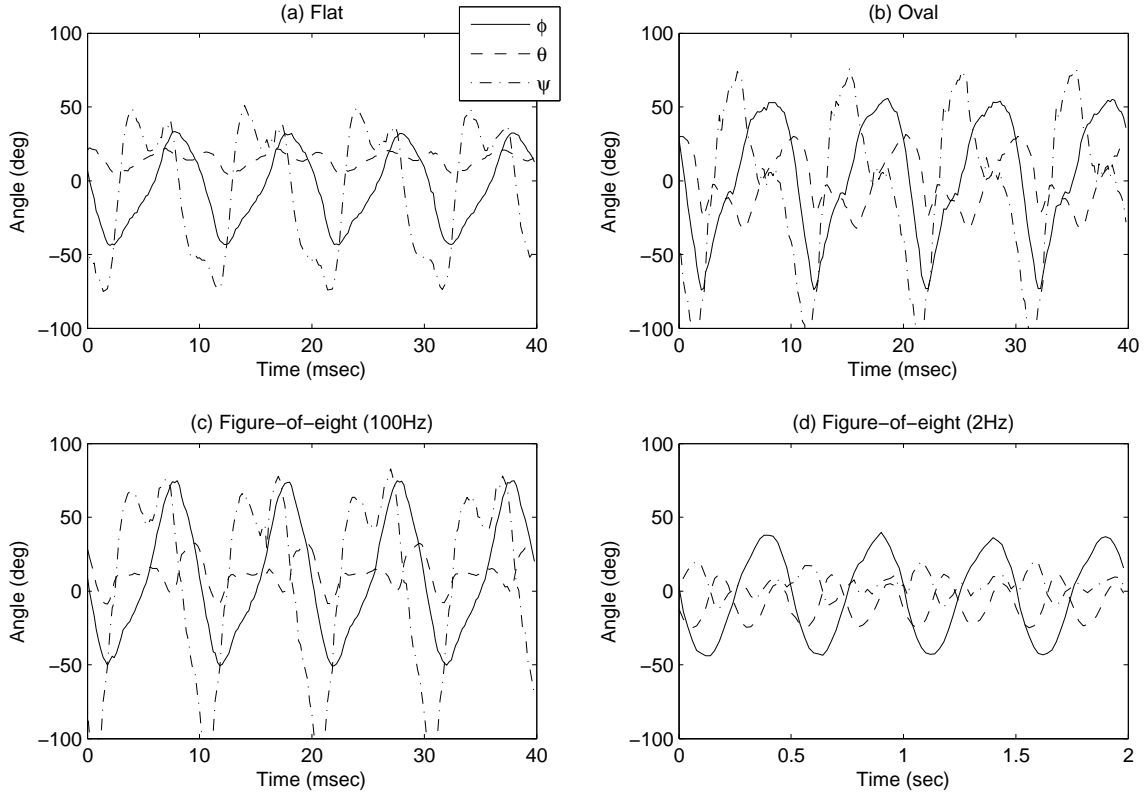 (a) Flat
100
50
0
−50
−100
Angle (deg)
0 10 20 30 40
Time (msec)
ϕ
θ
ψ
(b) Oval
100
50
0
−50
−100
Angle (deg)
0 10 20 30 40
Time (msec)
(c) Figure−of−eight (100Hz)
100
50
0
−50
−100
Angle (deg)
0 10 20 30 40
Time (msec)
(d) Figure−of−eight (2Hz)
100
50
0
−50
−100
Angle (deg)
0 0.5 1 1.5 2
Time (sec)